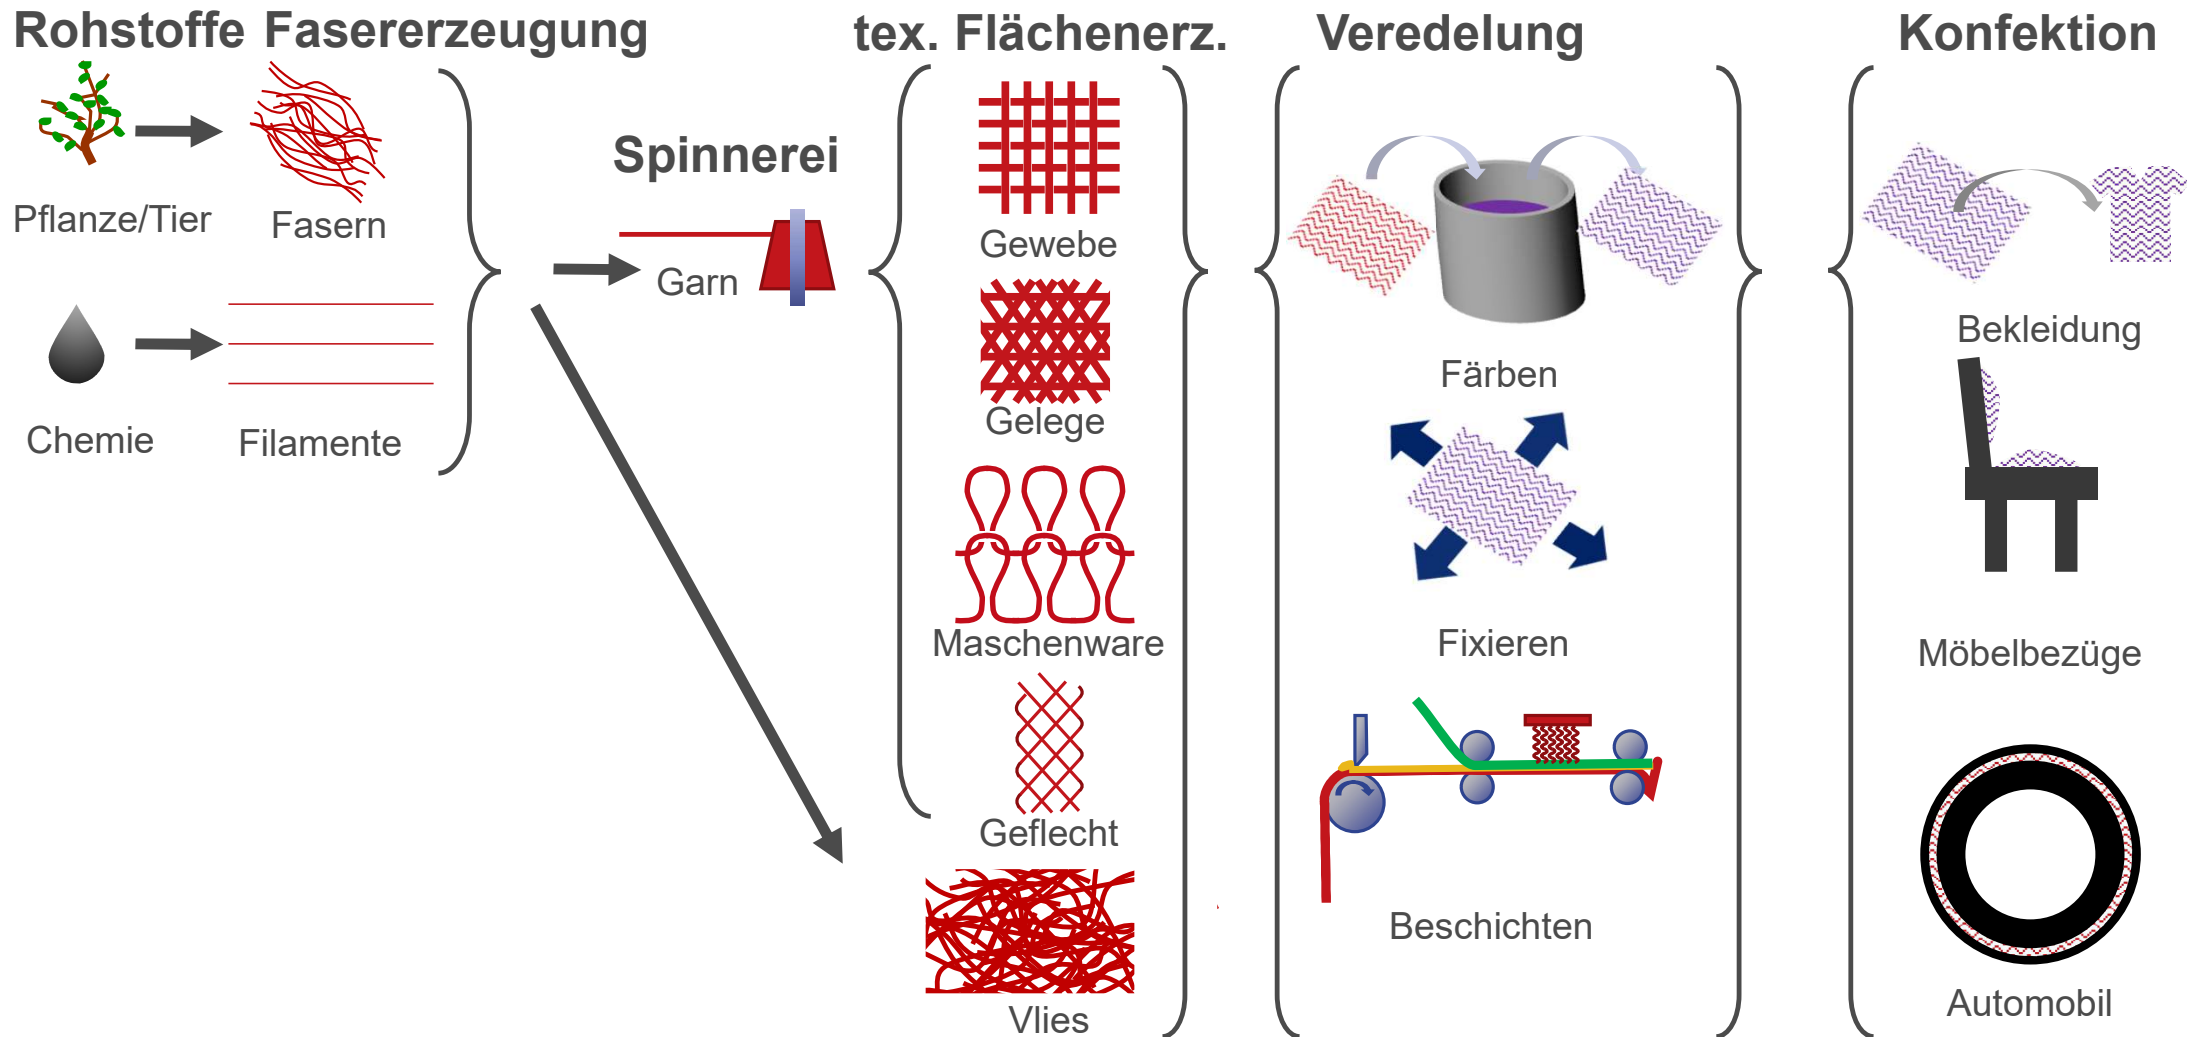 Rohstoffe
Fasererzeugung
Pflanze/Tier
Fasern
Chemie
Filamente
Spinnerei
Garn
tex. Flächenerz.
Gewebe
Gelege
Maschenware
Geflecht
Vlies
Veredelung
Färben
Fixieren
Beschichten
Konfektion
Bekleidung
Möbelbezüge
Automobil